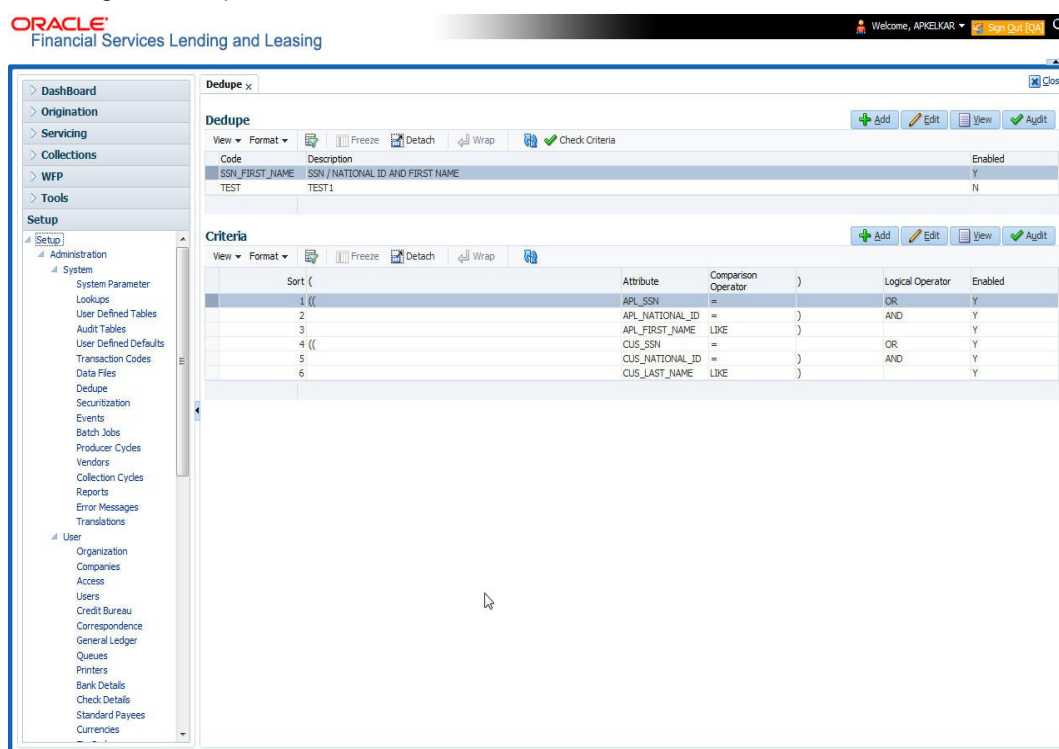 ORACLE
Financial Services Lending and Leasing
Welcome, APKELKAR
Sign Out [QA]
DashBoard
Origination
Servicing
Collections
WFP
Tools
Setup
Setup
Administration
System
System Parameter
Lookups
User Defined Tables
Audit Tables
User Defined Defaults
Transaction Codes
Data Files
Dedupe
Securitization
Events
Batch Jobs
Producer Cycles
Vendors
Collection Cycles
Reports
Error Messages
Translations
User
Organization
Companies
Access
Users
Credit Bureau
Correspondence
General Ledger
Queues
Printers
Bank Details
Check Details
Standard Payees
Currencies
Dedupe x
Clos
Dedupe
Add Edit View Audit
View Format Freeze Detach Wrap Check Criteria
Code Description Enabled
SSN_FIRST_NAME SSN / NATIONAL ID AND FIRST NAME Y
TEST TEST1 N
Criteria
Add Edit View Audit
View Format Freeze Detach Wrap
Sort ( Attribute Comparison Operator ) Logical Operator Enabled
1 (( APL_SSN = OR Y
2 APL_NATIONAL_ID = ) AND Y
3 APL_FIRST_NAME LIKE ) Y
4 (( CUS_SSN = OR Y
5 CUS_NATIONAL_ID = ) AND Y
6 CUS_LAST_NAME LIKE ) Y